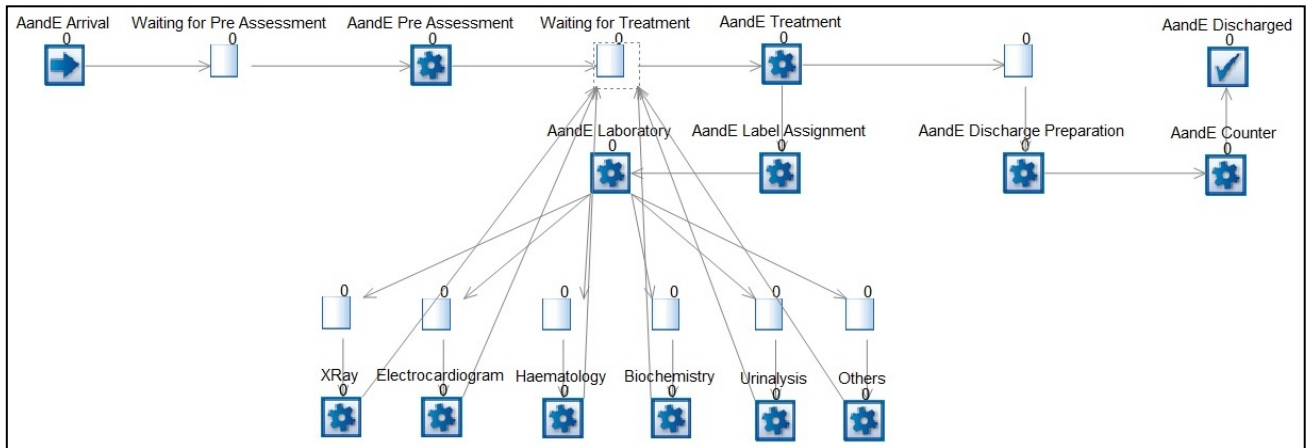 AandE Arrival
0
Waiting for Pre Assessment
0
AandE Pre Assessment
0
Waiting for Treatment
0
AandE Treatment
0
0
AandE Discharged
0
AandE Laboratory
0
AandE Label Assignment
0
AandE Discharge Preparation
0
AandE Counter
0
0
0
0
0
0
0
XRay
0
Electrocardiogram
0
Haematology
0
Biochemistry
0
Urinalysis
0
Others
0